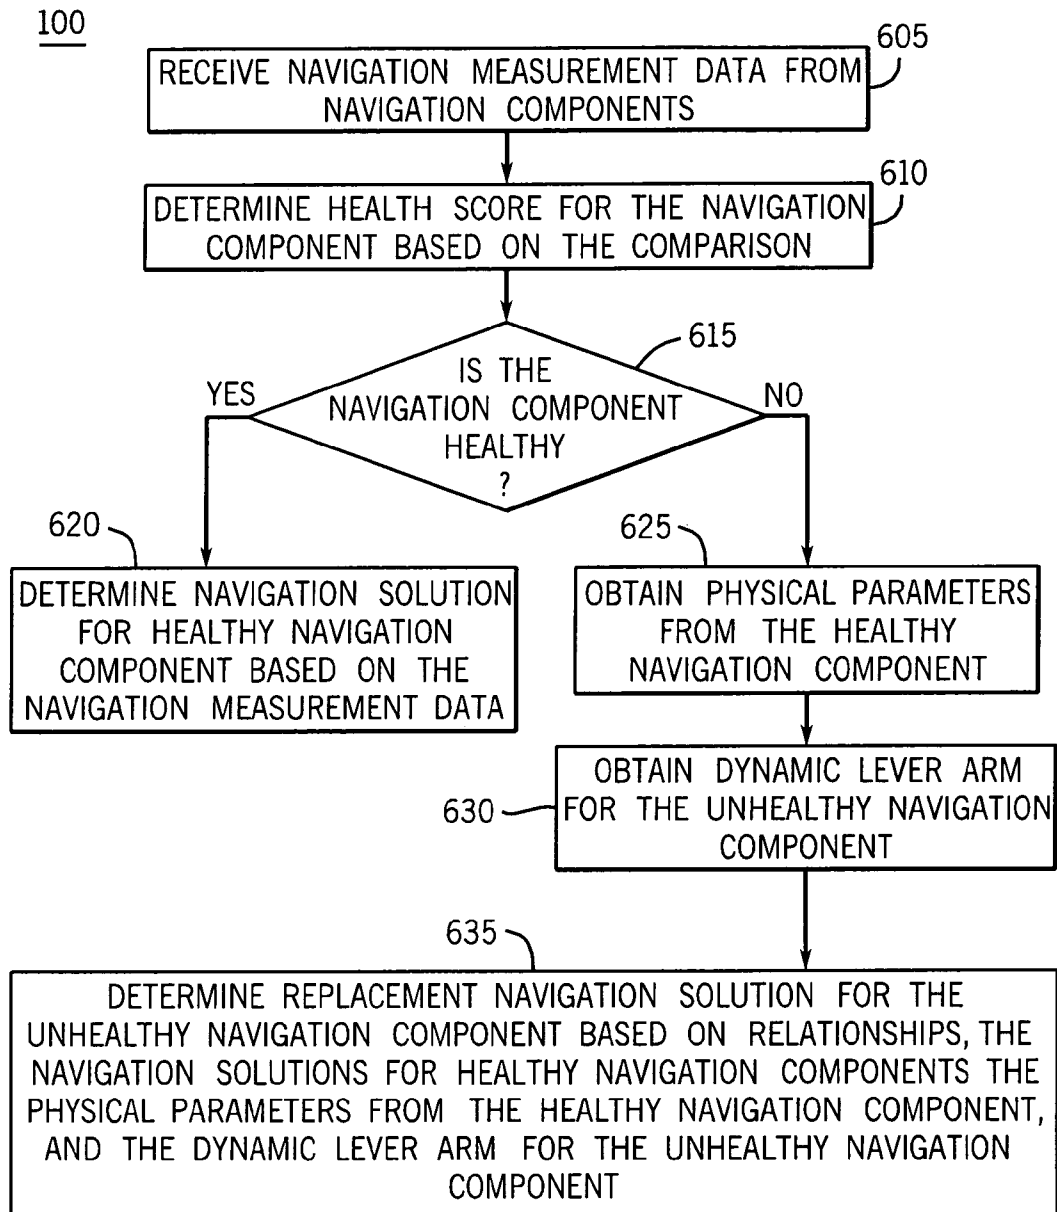 100
605
RECEIVE NAVIGATION MEASUREMENT DATA FROM
NAVIGATION COMPONENTS
610
DETERMINE HEALTH SCORE FOR THE NAVIGATION
COMPONENT BASED ON THE COMPARISON
615
IS THE
NAVIGATION COMPONENT
HEALTHY
?
YES
NO
620
DETERMINE NAVIGATION SOLUTION
FOR HEALTHY NAVIGATION
COMPONENT BASED ON THE
NAVIGATION MEASUREMENT DATA
625
OBTAIN PHYSICAL PARAMETERS
FROM THE HEALTHY
NAVIGATION COMPONENT
630
OBTAIN DYNAMIC LEVER ARM
FOR THE UNHEALTHY NAVIGATION
COMPONENT
635
DETERMINE REPLACEMENT NAVIGATION SOLUTION FOR THE
UNHEALTHY NAVIGATION COMPONENT BASED ON RELATIONSHIPS, THE
NAVIGATION SOLUTIONS FOR HEALTHY NAVIGATION COMPONENTS THE
PHYSICAL PARAMETERS FROM THE HEALTHY NAVIGATION COMPONENT,
AND THE DYNAMIC LEVER ARM FOR THE UNHEALTHY NAVIGATION
COMPONENT